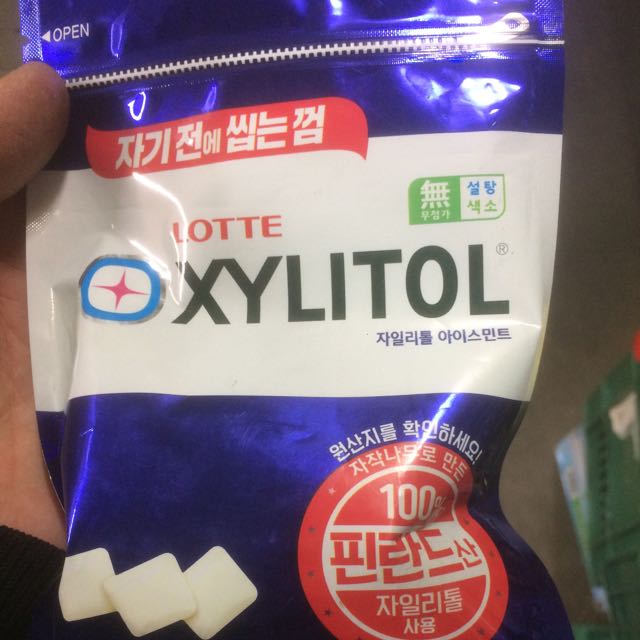 ◀OPEN
자기 전에 씹는 껌
無 설탕
무첨가 색소
LOTTE
XYLITOL®
자일리톨 아이스민트
원산지를 확인하세요!
자작나무로 만든
100%
핀란드산
자일리톨
사용